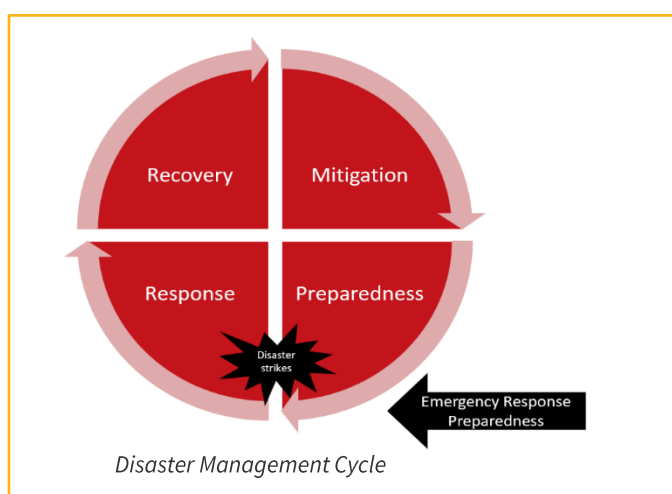 Recovery
Mitigation
Response
Preparedness
Disaster
strikes
Emergency Response
Preparedness
Disaster Management Cycle